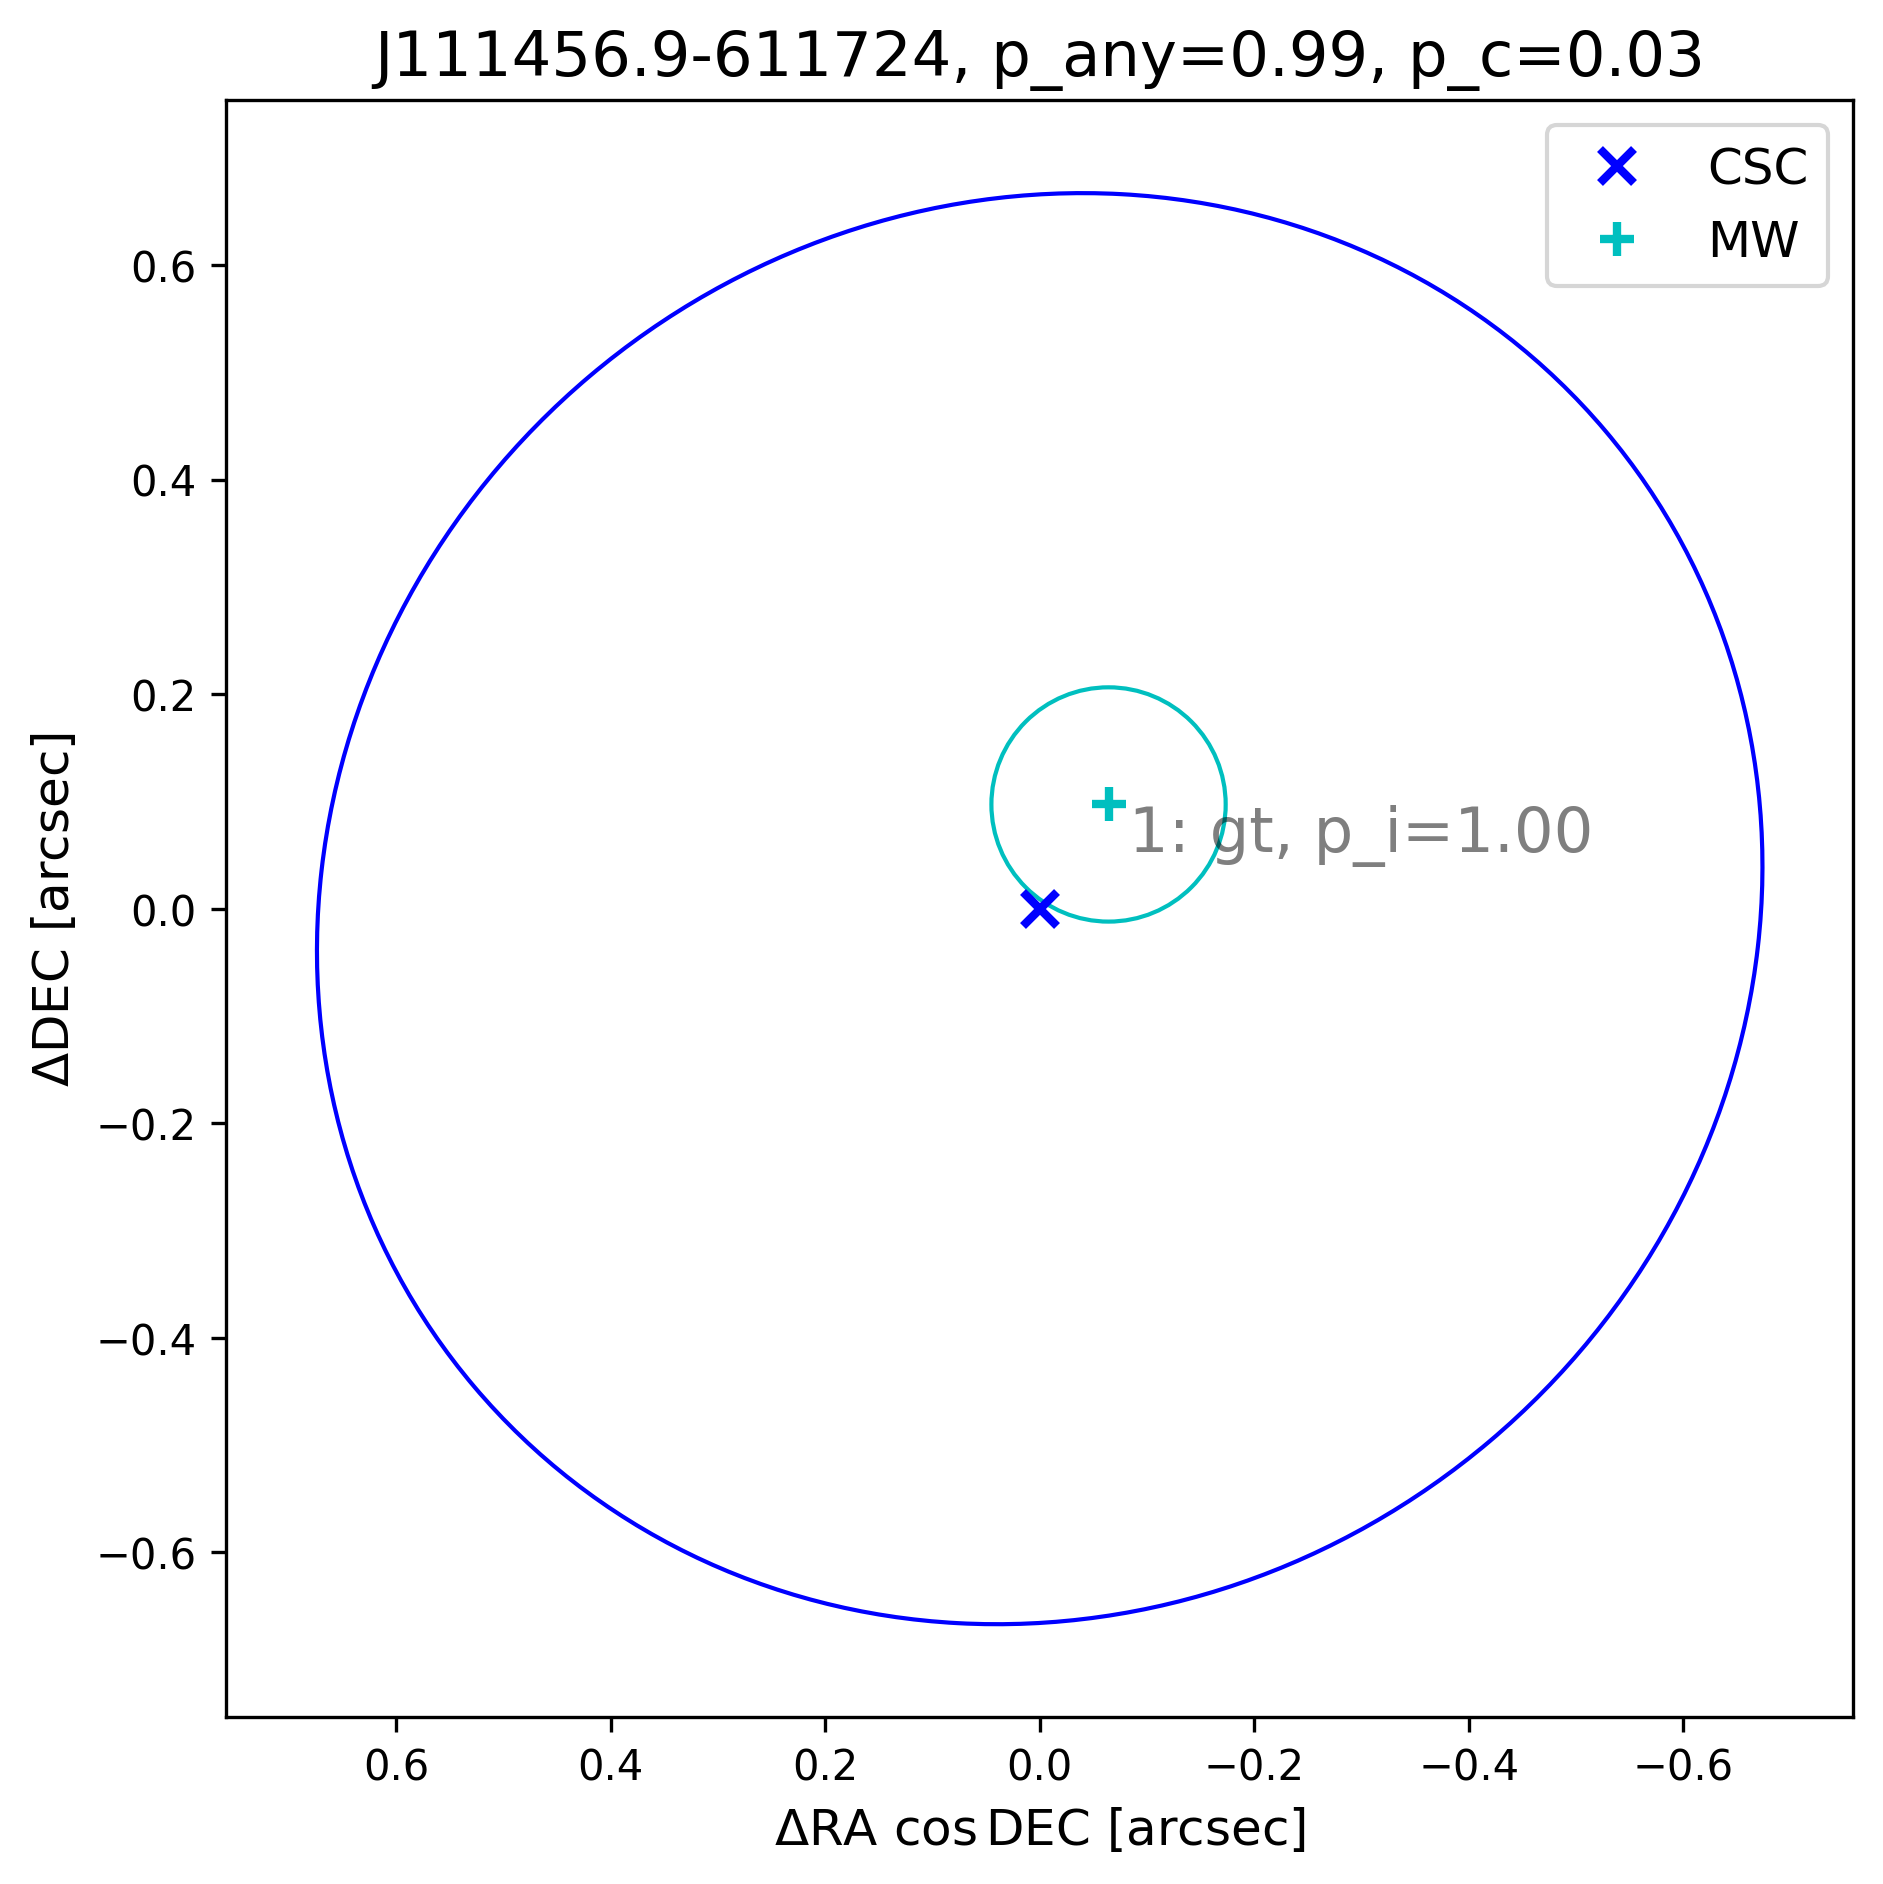 J111456.9-611724, p_any=0.99, p_c=0.03
CSC
MW
0.6
0.4
0.2
0.0
−0.2
−0.4
−0.6
ΔDEC [arcsec]
1: gt, p_i=1.00
0.6 0.4 0.2 0.0 −0.2 −0.4 −0.6
ΔRA cos DEC [arcsec]